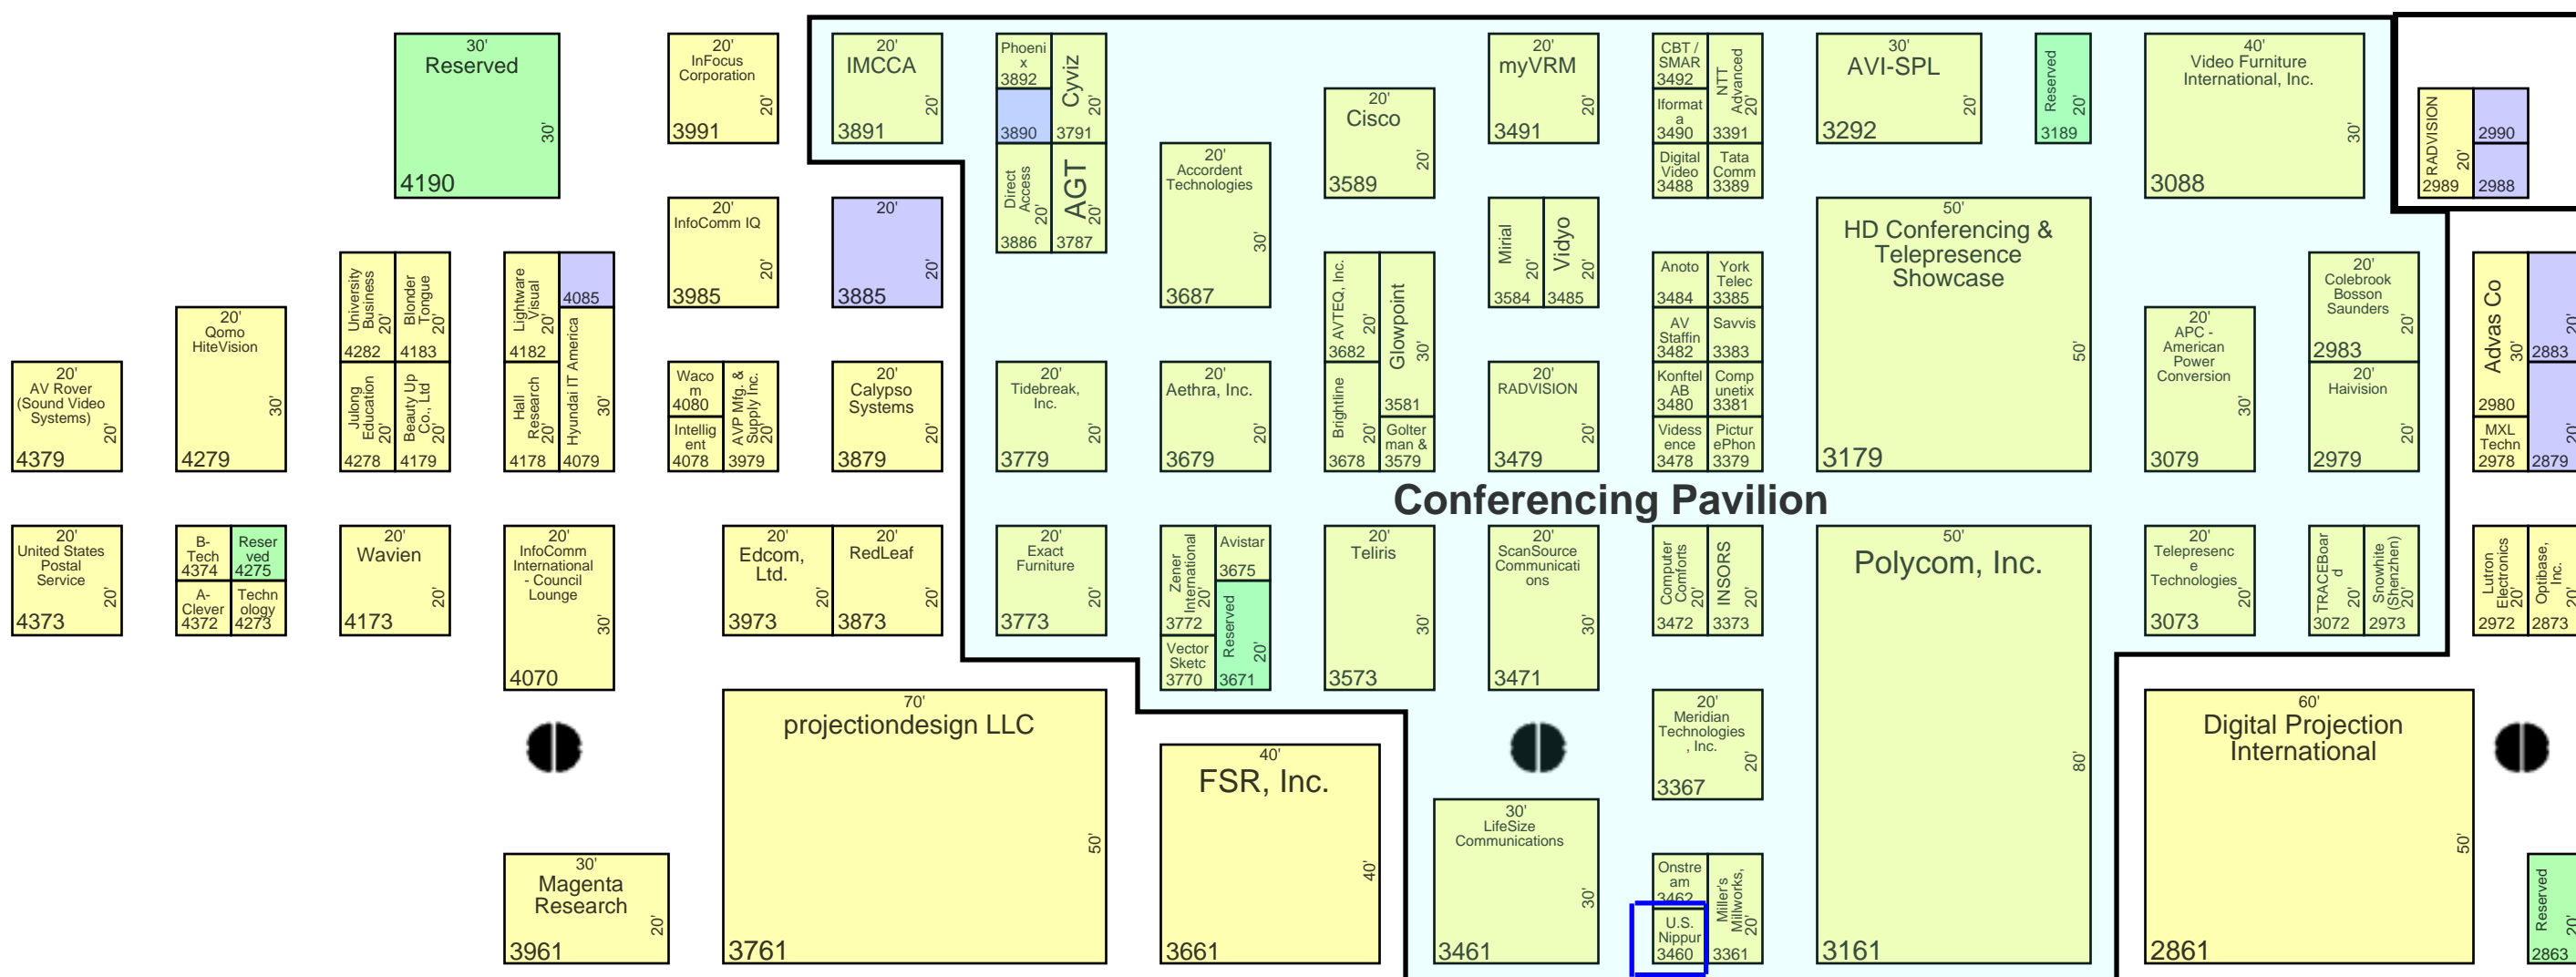 30'
Reserved
30'
4190
20'
InFocus
Corporation
20'
3991
20'
IMCCA
20'
3891
Phoeni
x
3892
Cyviz
20'
3791
3890
Direct
Access
20'
3886
AGT
20'
3787
20'
Accordent
Technologies
30'
3687
20'
Cisco
20'
3589
20'
myVRM
20'
3491
CBT /
SMAR
3492
NTT
Advanced
20'
3391
Iformat
a
3490
Digital
Video
3488
Tata
Comm
3389
30'
AVI-SPL
20'
3292
Reserved
20'
3189
40'
Video Furniture
International, Inc.
30'
3088
RADVISION
20'
2989
2990
2988
20'
InfoComm IQ
20'
3985
20'
20'
3885
Mirial
20'
3584
Vidyo
20'
3485
50'
HD Conferencing &
Telepresence
Showcase
50'
3179
University
Business
20'
4282
Blonder
Tongue
20'
4183
Lightware
Visual
20'
4182
4085
Hyundai IT America
30'
4079
20'
Qomo
HiteVision
30'
4279
AVTEQ, Inc.
20'
3682
Glowpoint
30'
3581
Anoto
3484
York
Telec
3385
AV
Staffin
3482
Savvis
3383
20'
APC -
American
Power
Conversion
30'
3079
20'
Colebrook
Bosson
Saunders
20'
2983
Advas Co
30'
2980
20'
2883
20'
AV Rover
(Sound Video
Systems)
20'
4379
Julong
Education
20'
4278
Beauty Up
Co., Ltd
20'
4179
Hall
Research
20'
4178
Waco
m
4080
AVP Mfg. &
Supply Inc.
20'
3979
Intellig
ent
4078
20'
Calypso
Systems
20'
3879
20'
Tidebreak,
Inc.
20'
3779
20'
Aethra, Inc.
20'
3679
Brightline
20'
3678
Golter
man &
3579
20'
RADVISION
20'
3479
Konftel
AB
3480
Comp
unetix
3381
Videss
ence
3478
Pictur
ePhon
3379
20'
Haivision
20'
2979
MXL
Techn
2978
20'
2879
Conferencing Pavilion
20'
United States
Postal
Service
20'
4373
B-
Tech
4374
Reser
ved
4275
A-
Clever
4372
Techn
ology
4273
20'
Wavien
20'
4173
20'
InfoComm
International
- Council
Lounge
30'
4070
20'
Edcom,
Ltd.
20'
3973
20'
RedLeaf
20'
3873
20'
Exact
Furniture
20'
3773
Zener
International
20'
3772
Avistar
3675
Vector
Sketc
3770
Reserved
20'
3671
20'
Teliris
30'
3573
20'
ScanSource
Communicati
ons
30'
3471
Computer
Comforts
20'
3472
INSORS
20'
3373
50'
Polycom, Inc.
80'
3161
20'
Telepresenc
e
Technologies
20'
3073
TRACEBoar
d
20'
3072
Snowhite
(Shenzhen)
20'
2973
Lutron
Electronics
20'
2972
Optibase,
Inc.
20'
2873
70'
projectiondesign LLC
50'
3761
40'
FSR, Inc.
40'
3661
20'
Meridian
Technologies
, Inc.
20'
3367
60'
Digital Projection
International
50'
2861
30'
LifeSize
Communications
30'
3461
30'
Magenta
Research
20'
3961
Onstre
am
3462
U.S.
Nippur
3460
Miller's
Millworks,
20'
3361
Reserved
20'
2863